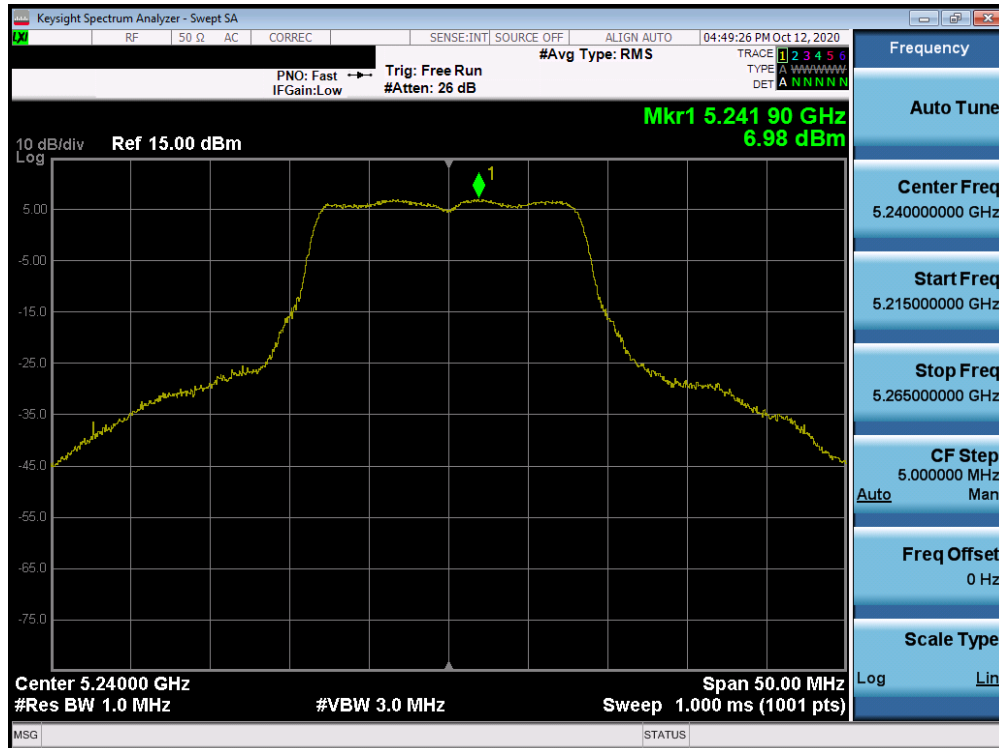 Keysight Spectrum Analyzer - Swept SA
LXI RF 50 Ω AC CORREC SENSE:INT SOURCE OFF ALIGN AUTO 04:49:26 PM Oct 12, 2020
#Avg Type: RMS
TRACE 1 2 3 4 5 6
TYPE A WWWWW
DET A N N N N N
PNO: Fast
IFGain:Low
Trig: Free Run
#Atten: 26 dB
Mkr1 5.241 90 GHz
6.98 dBm
10 dB/div Ref 15.00 dBm
Log
1
5.00
-5.00
-15.0
-25.0
-35.0
-45.0
-55.0
-65.0
-75.0
Center 5.24000 GHz Span 50.00 MHz
#Res BW 1.0 MHz #VBW 3.0 MHz Sweep 1.000 ms (1001 pts)
MSG STATUS
Frequency
Auto Tune
Center Freq
5.240000000 GHz
Start Freq
5.215000000 GHz
Stop Freq
5.265000000 GHz
CF Step
5.000000 MHz
Auto Man
Freq Offset
0 Hz
Scale Type
Log Lin